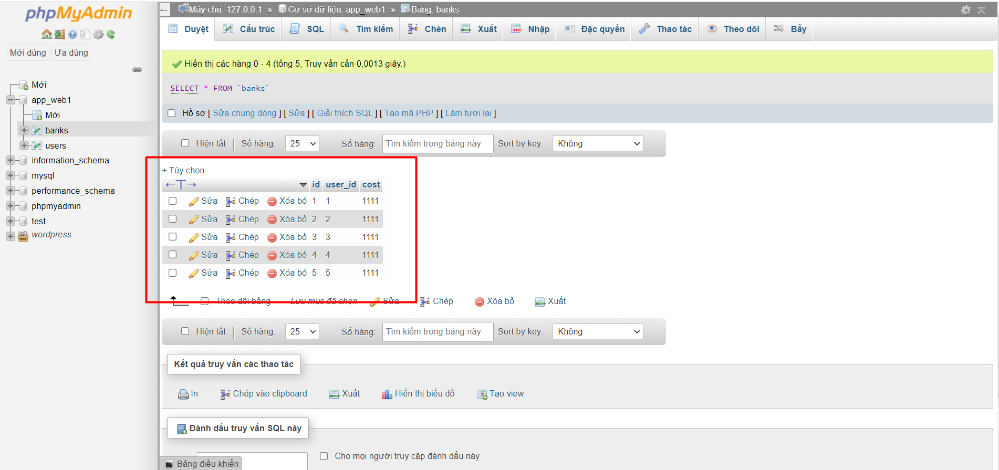 phpMyAdmin
Mới dùng Ưa dùng
Mới
app_web1
Mới
banks
users
information_schema
mysql
performance_schema
phpmyadmin
test
wordpress
Máy chủ: 127.0.0.1 » Cơ sở dữ liệu: app_web1 » Bảng: banks
Duyệt Cấu trúc SQL Tìm kiếm Chèn Xuất Nhập Đặc quyền Thao tác Theo dõi Bẫy
Hiển thị các hàng 0 - 4 (tổng 5, Truy vấn cần 0,0013 giây.)
SELECT * FROM `banks`
Hồ sơ [ Sửa chung dòng ] [ Sửa ] [ Giải thích SQL ] [ Tạo mã PHP ] [ Làm tươi lại ]
Hiện tất | Số hàng: 25 Số hàng: Tìm kiếm trong bảng này Sort by key: Không
+ Tùy chọn
←T→ id user_id cost
Sửa Chép Xóa bỏ 1 1 1111
Sửa Chép Xóa bỏ 2 2 1111
Sửa Chép Xóa bỏ 3 3 1111
Sửa Chép Xóa bỏ 4 4 1111
Sửa Chép Xóa bỏ 5 5 1111
Theo dõi bảng Lưu mục đã chọn Sửa Chép Xóa bỏ Xuất
Hiện tất | Số hàng: 25 Số hàng: Tìm kiếm trong bảng này Sort by key: Không
Kết quả truy vấn các thao tác
In Chép vào clipboard Xuất Hiển thị biểu đồ Tạo view
Đánh dấu truy vấn SQL này
Cho mọi người truy cập đánh dấu này
Bảng điều khiển